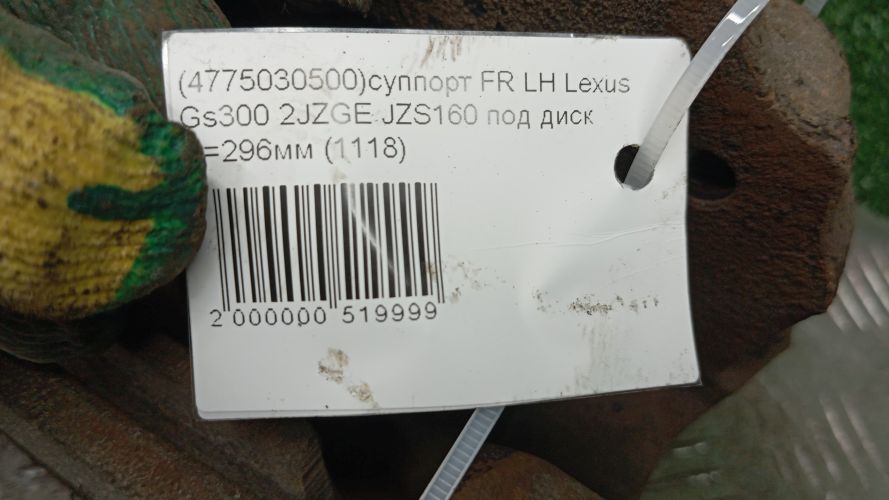 (4775030500)суппорт FR LH Lexus
Gs300 2JZGE JZS160 под диск
=296мм (1118)
2 000000 519999